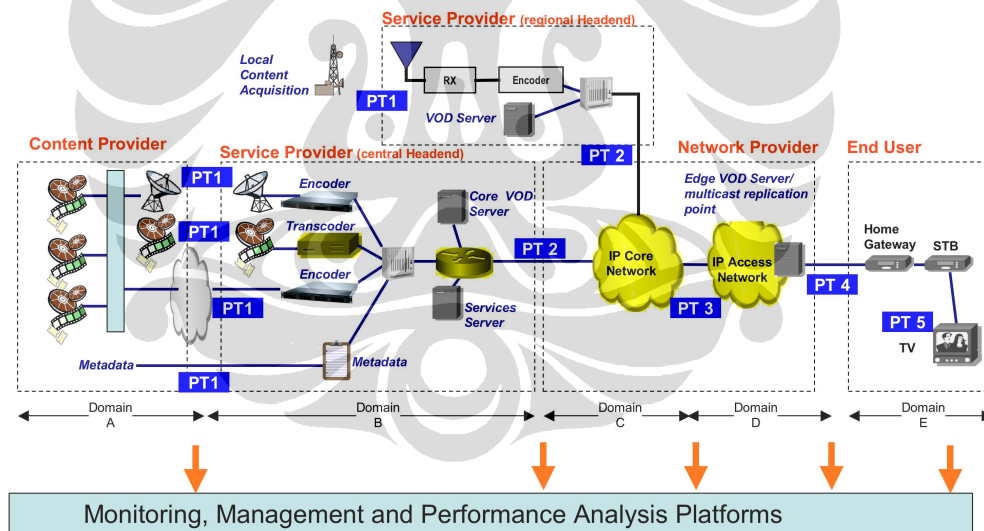 Service Provider (regional Headend)
Local
Content
Acquisition
RX
Encoder
PT1
VOD Server
PT 2
Content Provider
Service Provider (central Headend)
Network Provider
End User
PT1
Encoder
Core VOD
Server
Edge VOD Server/
multicast replication
point
PT1
Transcoder
PT 2
IP Core
Network
IP Access
Network
Home
Gateway
STB
Encoder
PT1
Services
Server
PT 3
PT 4
PT 5
TV
Metadata
Metadata
PT1
Domain
A
Domain
B
Domain
C
Domain
D
Domain
E
Monitoring, Management and Performance Analysis Platforms